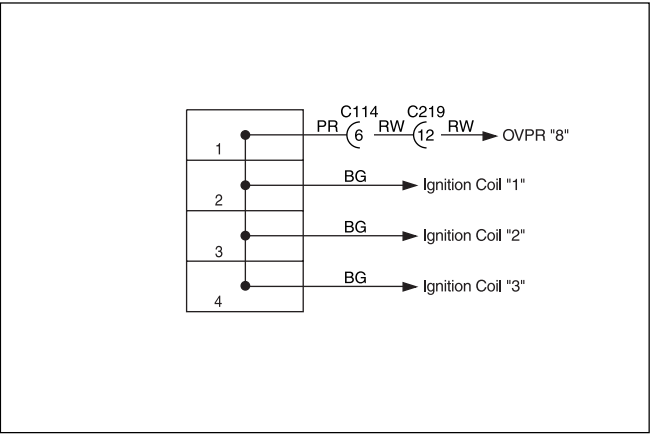 C114 C219
PR 6 RW 12 RW OVPR "8"
1
BG Ignition Coil "1"
2
BG Ignition Coil "2"
3
BG Ignition Coil "3"
4